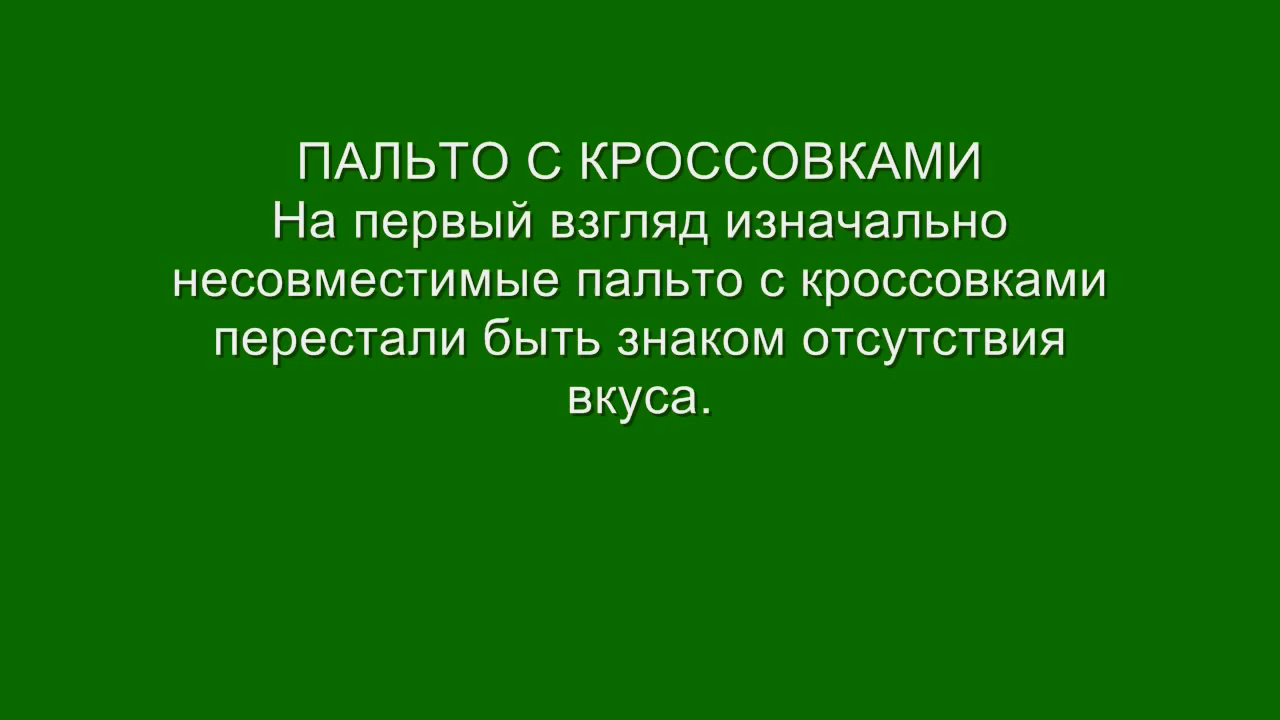 ПАЛЬТО С КРОССОВКАМИ
На первый взгляд изначально
несовместимые пальто с кроссовками
перестали быть знаком отсутствия
вкуса.